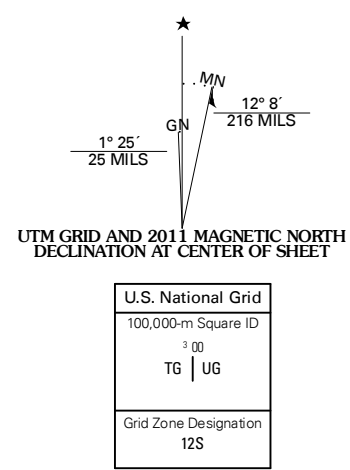 ★
MN
GN
12° 8´
216 MILS
1° 25´
25 MILS
UTM GRID AND 2011 MAGNETIC NORTH
DECLINATION AT CENTER OF SHEET
U.S. National Grid
100,000-m Square ID
3 00
TG UG
Grid Zone Designation
12S